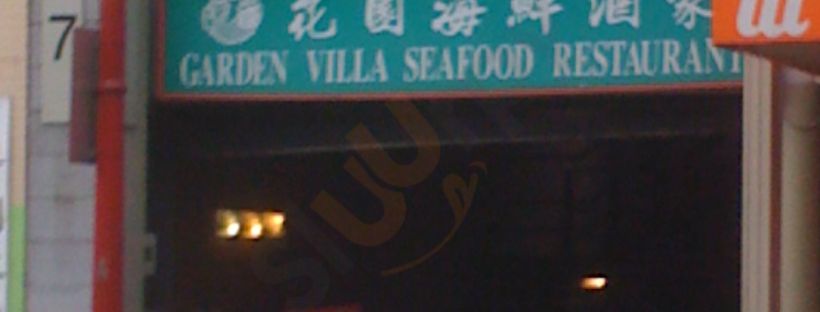 7
花園海鮮酒家
GARDEN VILLA SEAFOOD RESTAURANT